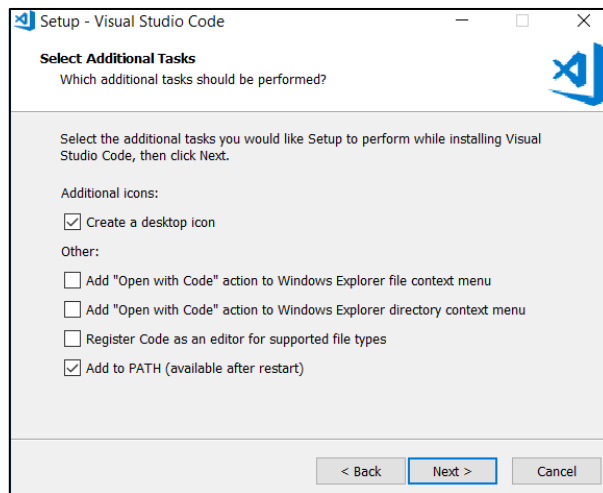 Setup - Visual Studio Code
Select Additional Tasks
Which additional tasks should be performed?
Select the additional tasks you would like Setup to perform while installing Visual
Studio Code, then click Next.
Additional icons:
Create a desktop icon
Other:
Add "Open with Code" action to Windows Explorer file context menu
Add "Open with Code" action to Windows Explorer directory context menu
Register Code as an editor for supported file types
Add to PATH (available after restart)
< Back Next > Cancel